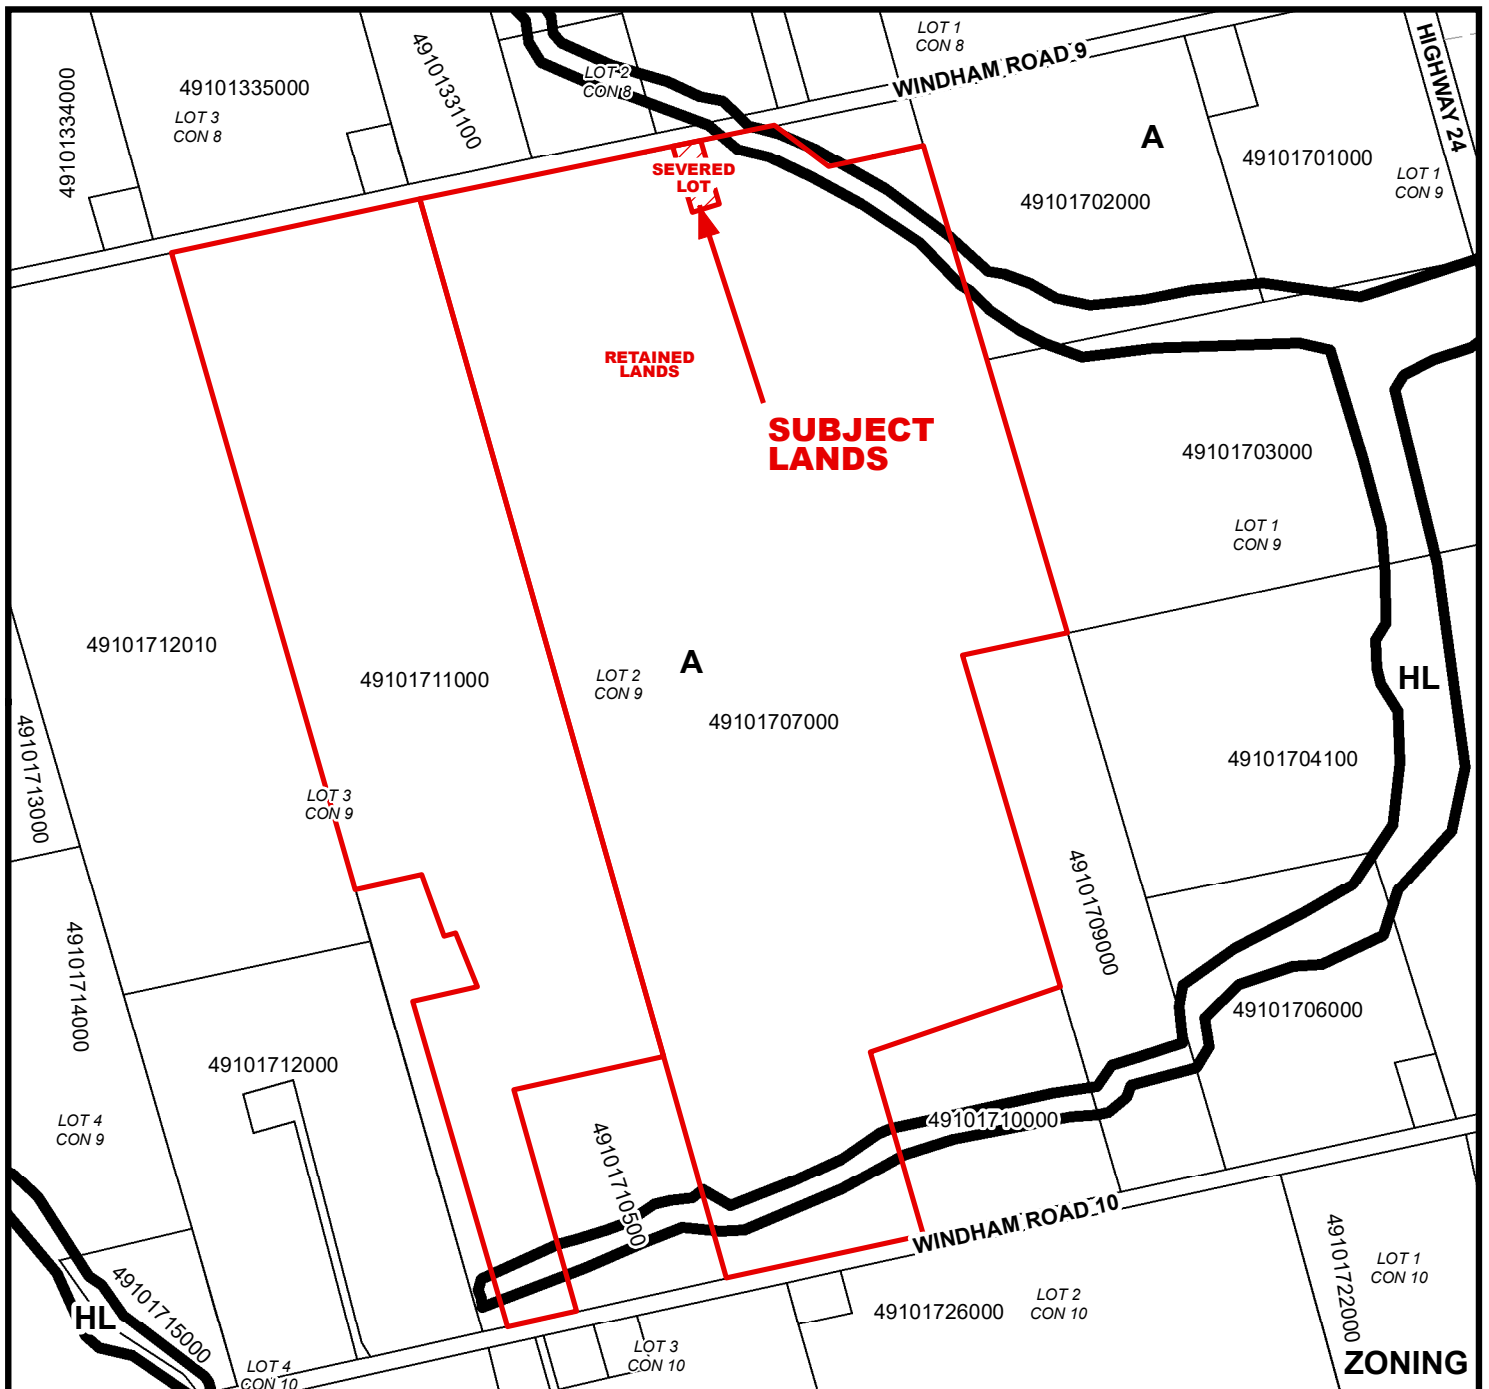 LOT 1
CON 8
WINDHAM ROAD 9
HIGHWAY 24
49101334000
49101335000
LOT 3
CON 8
49101331100
LOT 2
CON 8
A
49101701000
LOT 1
CON 9
49101702000
SEVERED
LOT
RETAINED
LANDS
SUBJECT
LANDS
49101703000
LOT 1
CON 9
49101712010
49101711000
LOT 2
CON 9
A
49101707000
HL
49101713000
LOT 3
CON 9
49101704100
49101709000
49101714000
49101706000
49101712000
LOT 4
CON 9
49101710500
49101710000
WINDHAM ROAD 10
49101715000
HL
49101726000
LOT 2
CON 10
49101722000
LOT 1
CON 10
LOT 3
CON 10
LOT 4
CON 10
ZONING